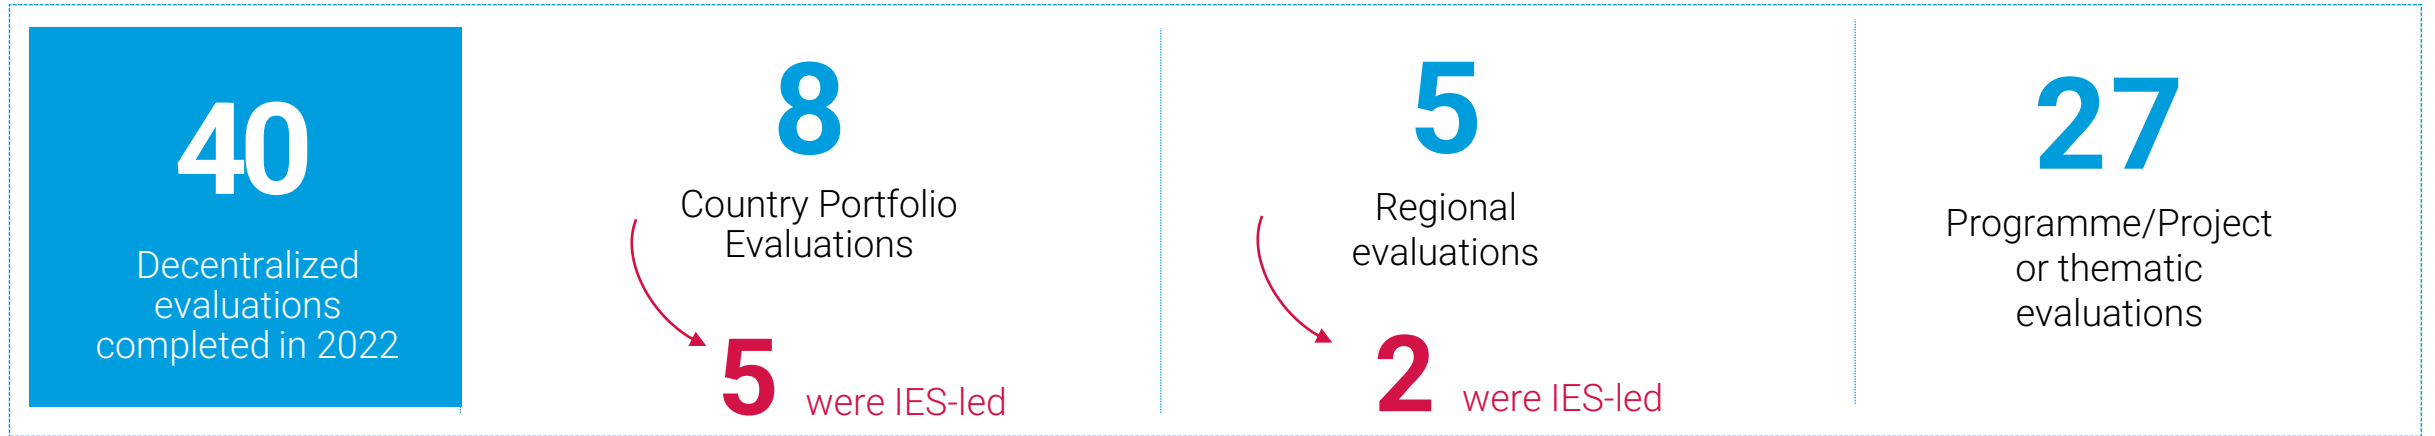 40
Decentralized
evaluations
completed in 2022
8
Country Portfolio
Evaluations
5 were IES-led
5
Regional
evaluations
2 were IES-led
27
Programme/Project
or thematic
evaluations